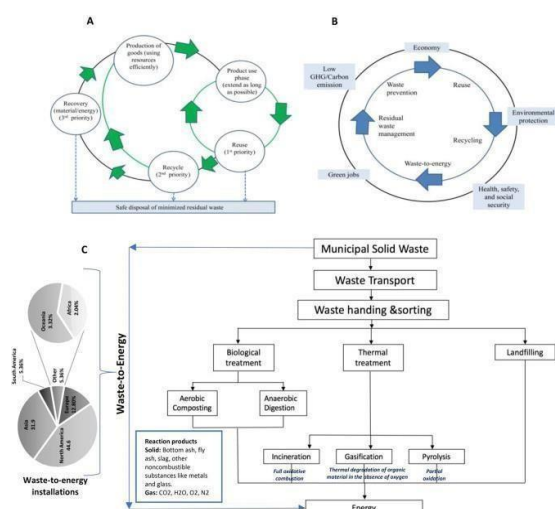 A
Production of
goods (using
resources
efficiently)
Product use
phase
(extend as long
as possible)
Recovery
(material/energy)
(3rd priority)
Reuse
(1st priority)
Recycle
(2nd priority)
Safe disposal of minimized residual waste
B
Economy
Low
GHG/Carbon
emission
Waste
prevention
Reuse
Environmental
protection
Residual
waste
management
Recycling
Waste-to-energy
Green jobs
Health, safety,
and social
security
C
Municipal Solid Waste
Waste Transport
Waste handing &sorting
Biological
treatment
Thermal
treatment
Landfilling
Aerobic
Composting
Anaerobic
Digestion
Incineration
Gasification
Pyrolysis
Full oxidative
combustion
Thermal degradation of organic
material in the absence of oxygen
Partial
oxidation
Energy
Waste-to-Energy
Reaction products
Solid: Bottom ash, fly
ash, slag, other
noncombustible
substances like metals
and glass.
Gas: CO2, H2O, O2, N2
Oceania
3.32%
Africa
2.04%
South America
5.36%
Other
5.36%
Europe
Asia
North America
44.6
Waste-to-energy
installations